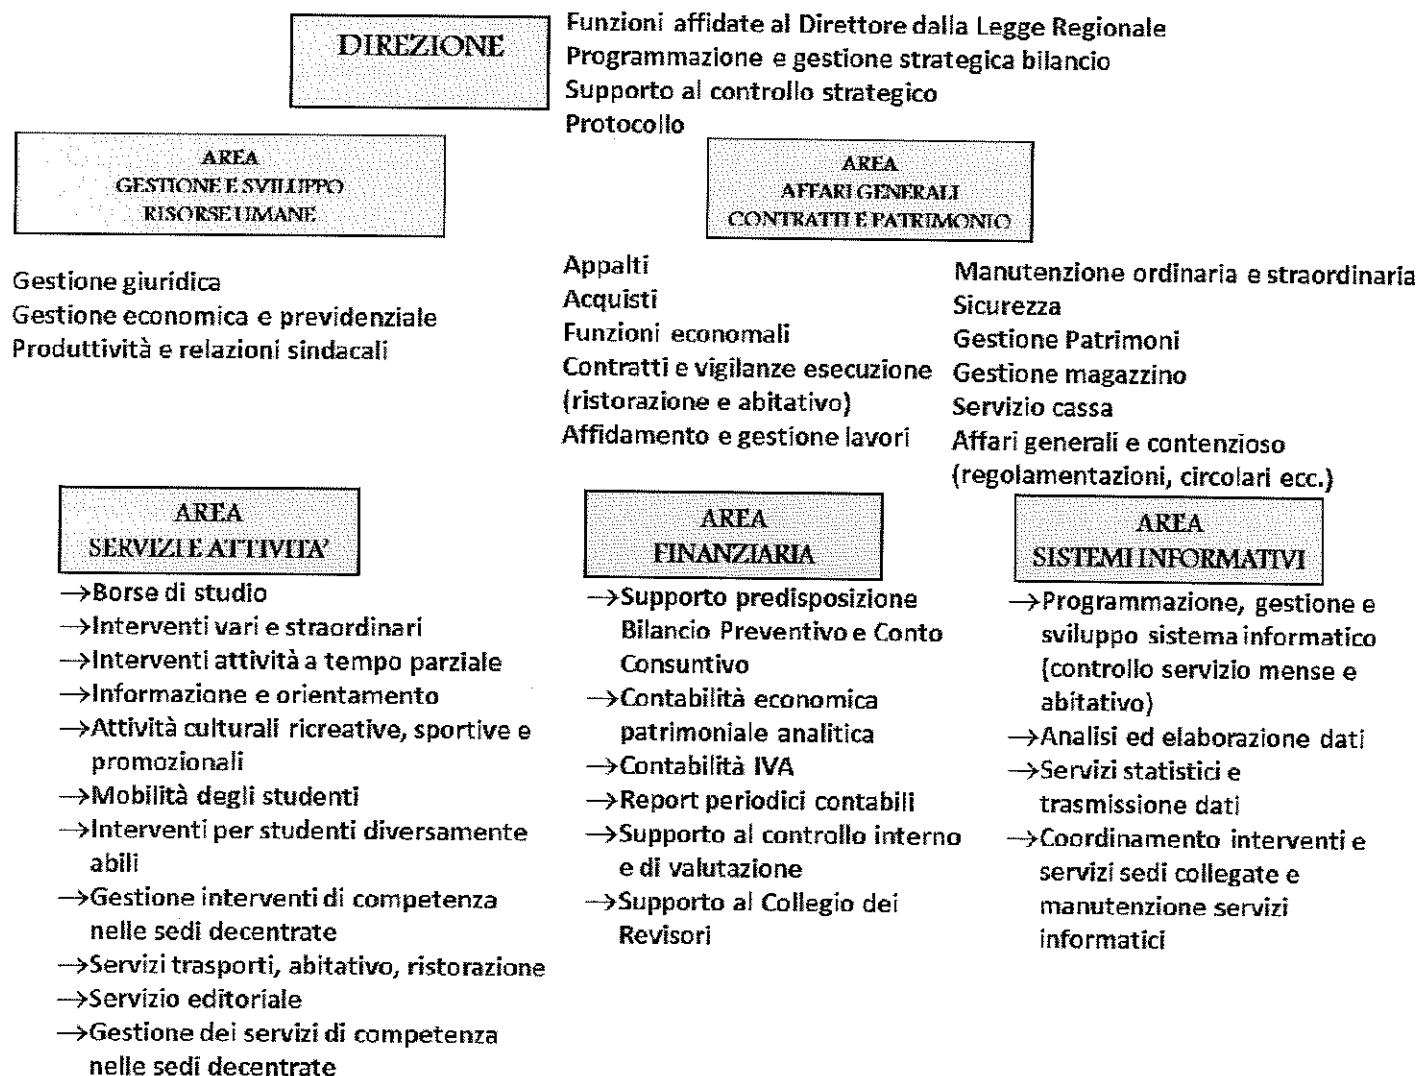 DIREZIONE
Funzioni affidate al Direttore dalla Legge Regionale
Programmazione e gestione strategica bilancio
Supporto al controllo strategico
Protocollo
AREA
GESTIONE E SVILUPPO
RISORSE UMANE
Gestione giuridica
Gestione economica e previdenziale
Produttività e relazioni sindacali
AREA
AFFARI GENERALI
CONTRATTI E PATRIMONIO
Appalti
Acquisti
Funzioni economali
Contratti e vigilanze esecuzione
(ristorazione e abitativo)
Affidamento e gestione lavori
Manutenzione ordinaria e straordinaria
Sicurezza
Gestione Patrimoni
Gestione magazzino
Servizio cassa
Affari generali e contenzioso
(regolamentazioni, circolari ecc.)
AREA
SERVIZI E ATTIVITA'
→Borse di studio
→Interventi vari e straordinari
→Interventi attività a tempo parziale
→Informazione e orientamento
→Attività culturali ricreative, sportive e
promozionali
→Mobilità degli studenti
→Interventi per studenti diversamente
abili
→Gestione interventi di competenza
nelle sedi decentrate
→Servizi trasporti, abitativo, ristorazione
→Servizio editoriale
→Gestione dei servizi di competenza
nelle sedi decentrate
AREA
FINANZIARIA
→Supporto predisposizione
Bilancio Preventivo e Conto
Consuntivo
→Contabilità economica
patrimoniale analitica
→Contabilità IVA
→Report periodici contabili
→Supporto al controllo interno
e di valutazione
→Supporto al Collegio dei
Revisori
AREA
SISTEMI INFORMATIVI
→Programmazione, gestione e
sviluppo sistema informatico
(controllo servizio mense e
abitativo)
→Analisi ed elaborazione dati
→Servizi statistici e
trasmissione dati
→Coordinamento interventi e
servizi sedi collegate e
manutenzione servizi
informatici